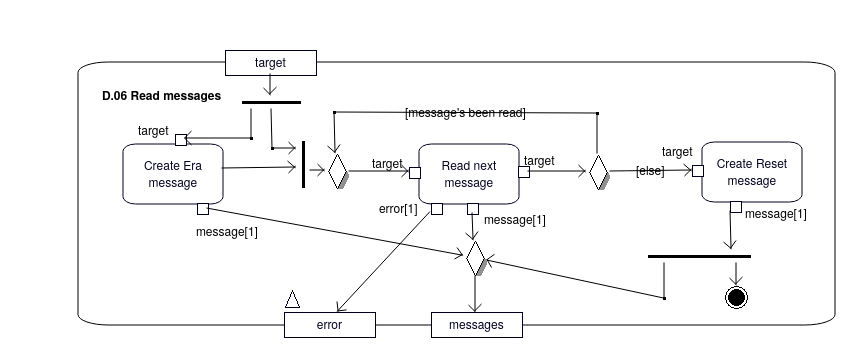 target
D.06 Read messages
[message's been read]
target
Create Era
message
target
Read next
message
target
[else]
target
Create Reset
message
error[1]
message[1]
message[1]
message[1]
error
messages